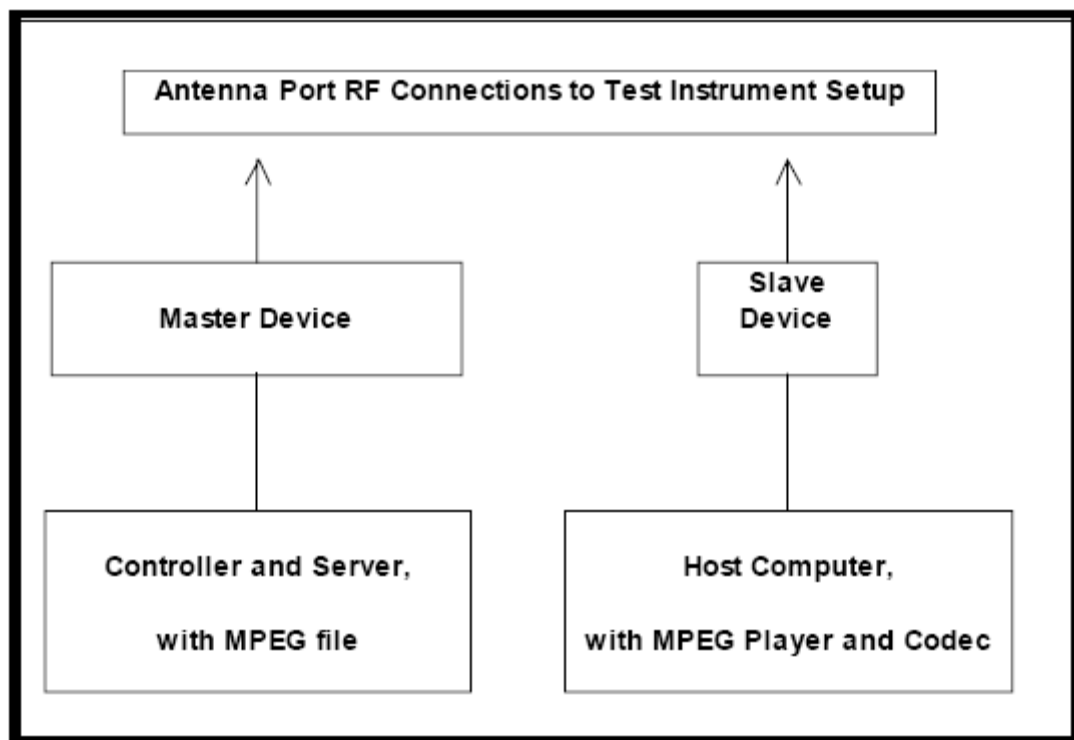 Antenna Port RF Connections to Test Instrument Setup
Master Device
Slave
Device
Controller and Server,
with MPEG file
Host Computer,
with MPEG Player and Codec